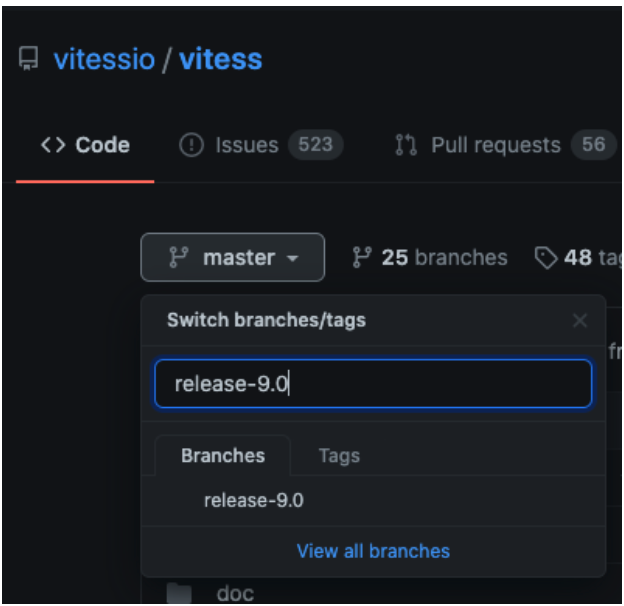 vitessio / vitess
<> Code Issues 523 Pull requests 56
master 25 branches 48
Switch branches/tags
release-9.0
Branches Tags
release-9.0
View all branches
doc